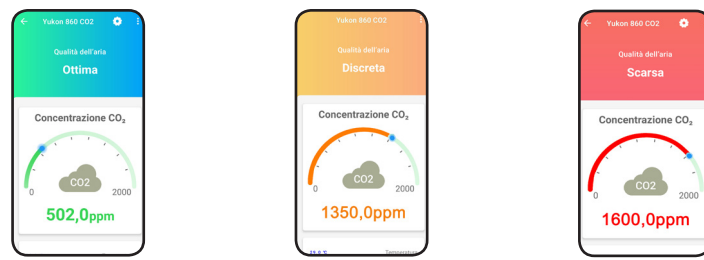 Yukon 860 CO2
Qualità dell'aria
Ottima
Concentrazione CO₂
CO2
0
2000
502,0ppm
Yukon 860 CO2
Qualità dell'aria
Discreta
Concentrazione CO₂
CO2
0
2000
1350,0ppm
Temperatura
Yukon 860 CO2
Qualità dell'aria
Scarsa
Concentrazione CO₂
CO2
0
2000
1600,0ppm